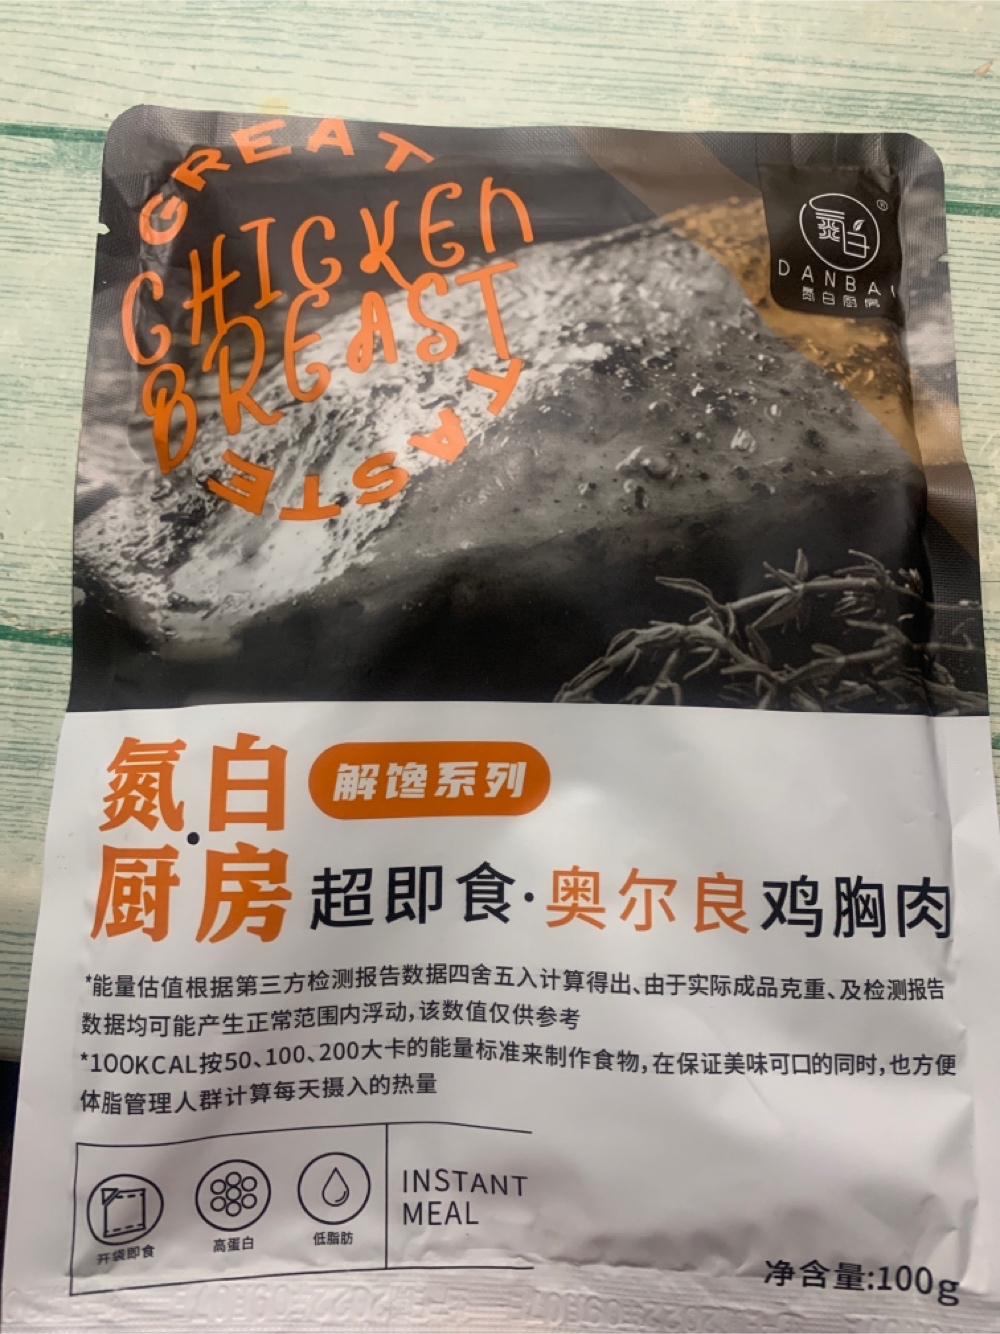 GREAT
CHICKEN
BREAST
TASTE
氮白
®
DANBA
氮白厨房
氮白
厨房
解馋系列
超即食·奥尔良鸡胸肉
*能量估值根据第三方检测报告数据四舍五入计算得出、由于实际成品克重、及检测报告
数据均可能产生正常范围内浮动,该数值仅供参考
*100KCAL按50、100、200大卡的能量标准来制作食物,在保证美味可口的同时,也方便
体脂管理人群计算每天摄入的热量
开袋即食
高蛋白
低脂肪
INSTANT
MEAL
净含量:100g